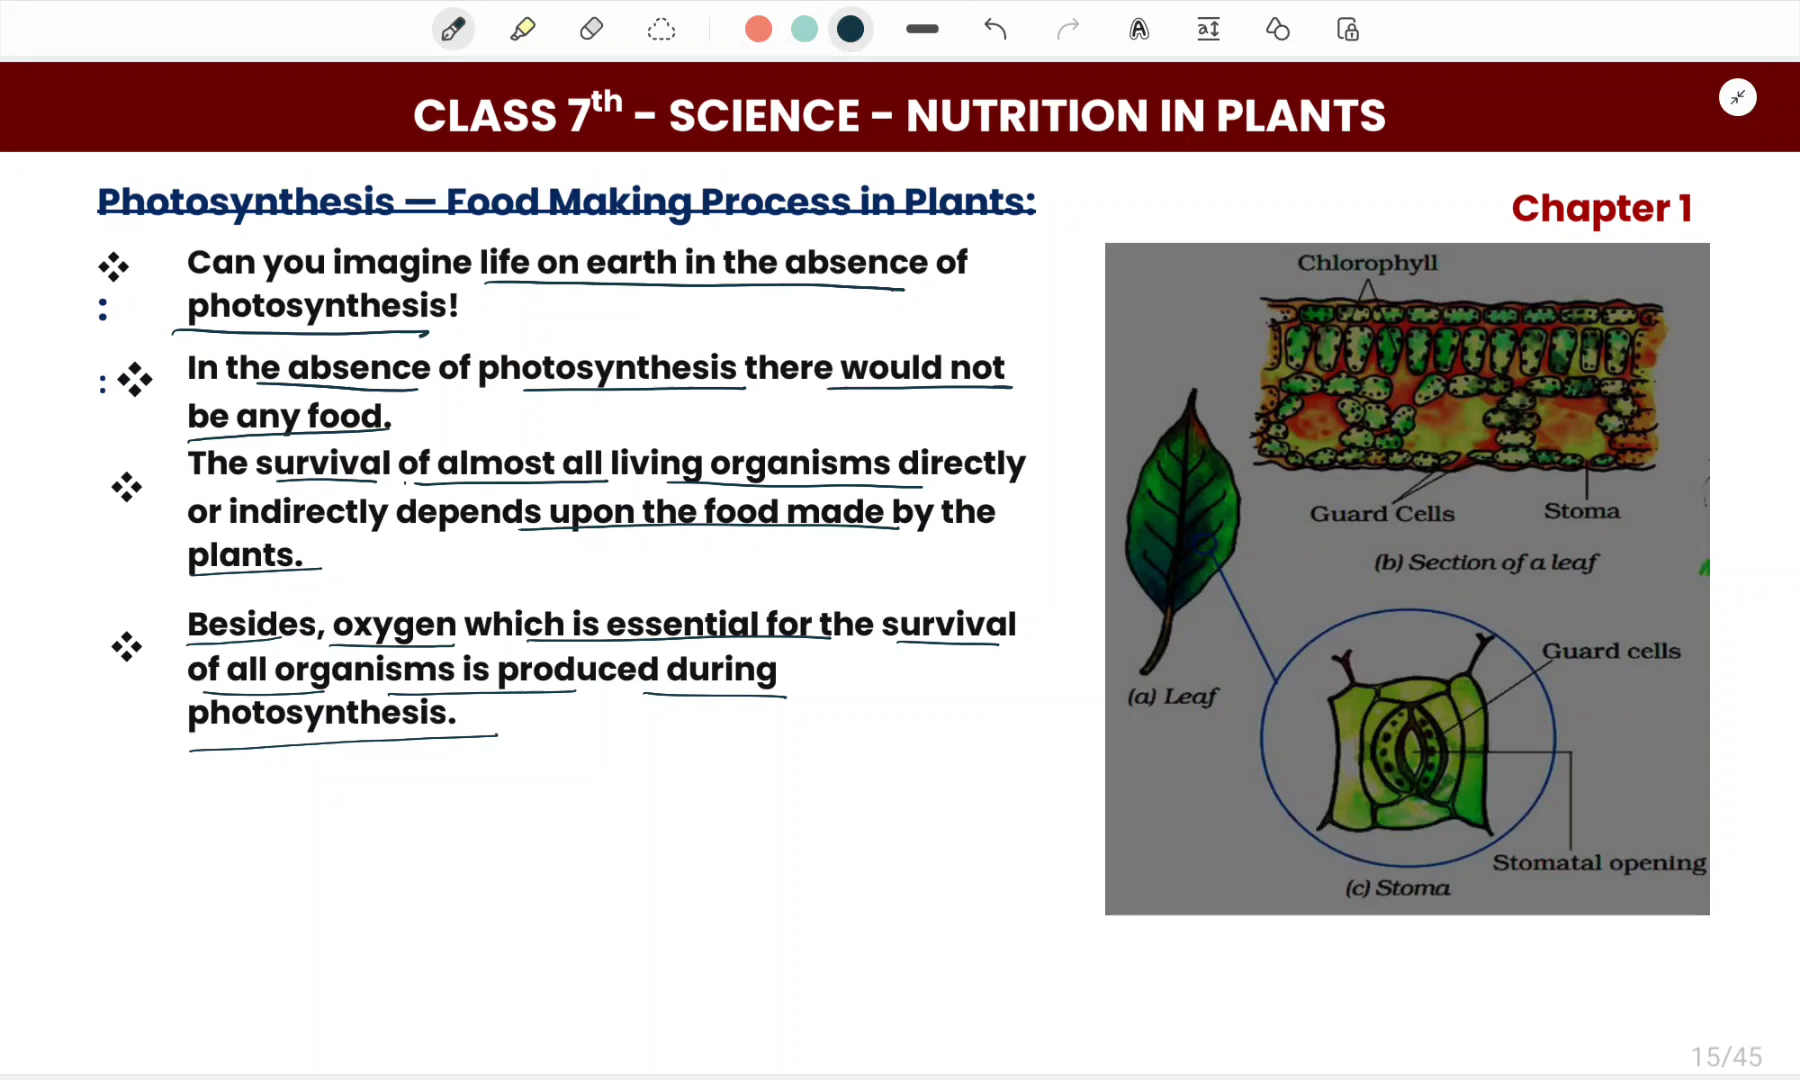 CLASS 7th - SCIENCE - NUTRITION IN PLANTS
Photosynthesis — Food Making Process in Plants:
Chapter 1
Can you imagine life on earth in the absence of
photosynthesis!
In the absence of photosynthesis there would not
be any food.
The survival of almost all living organisms directly
or indirectly depends upon the food made by the
plants.
Besides, oxygen which is essential for the survival
of all organisms is produced during
photosynthesis.
Chlorophyll
Guard Cells
Stoma
(b) Section of a leaf
Guard cells
(a) Leaf
Stomatal opening
(c) Stoma
15/45